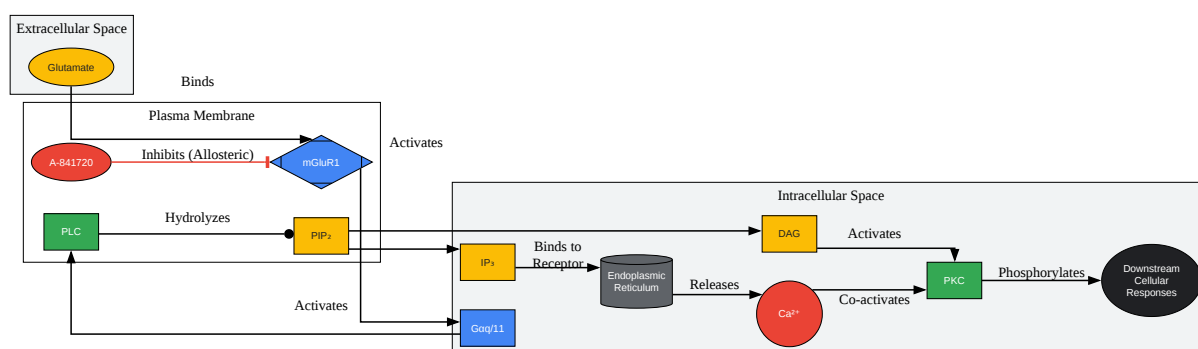 Extracellular Space
Glutamate
Binds
Plasma Membrane
Activates
A-841720
Inhibits (Allosteric)
mGluR1
Intracellular Space
PLC
Hydrolyzes
PIP₂
DAG
Activates
IP₃
Binds to
Receptor
Endoplasmic
Reticulum
Releases
Ca²⁺
Co-activates
PKC
Phosphorylates
Downstream
Cellular
Responses
Activates
Gαq/11